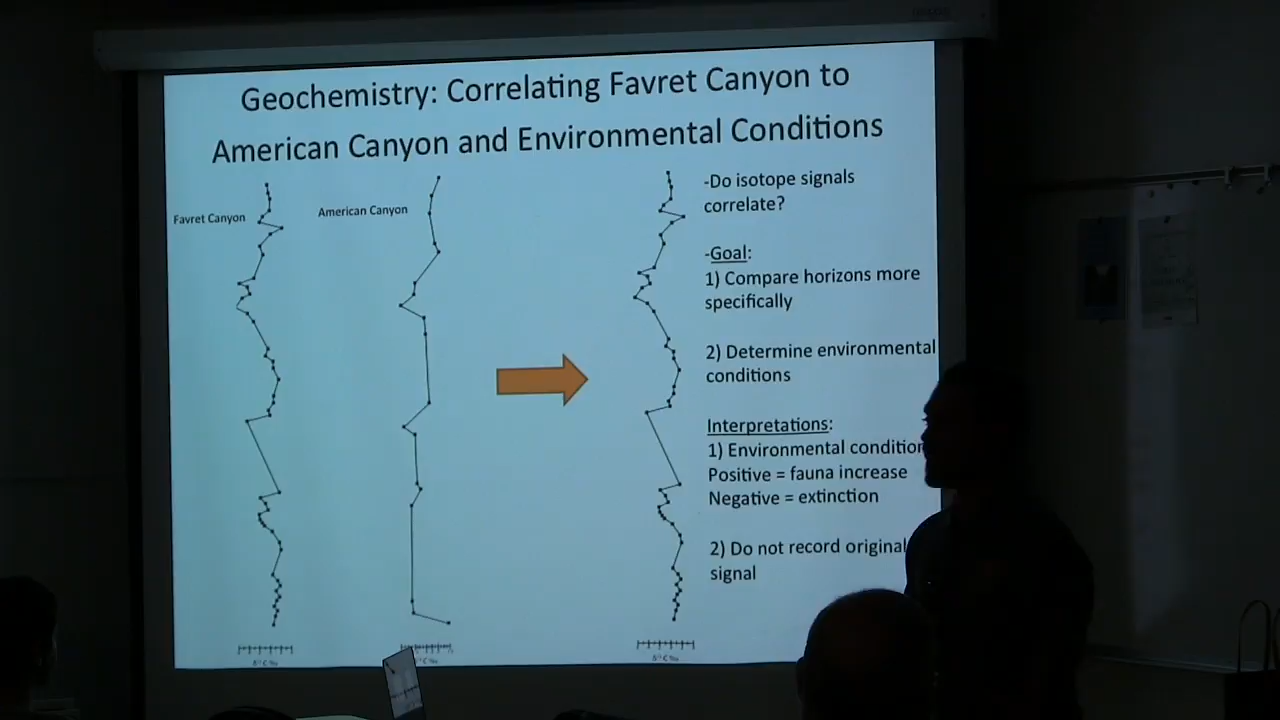 Geochemistry: Correlating Favret Canyon to
American Canyon and Environmental Conditions
Favret Canyon
American Canyon
-Do isotope signals
correlate?
-Goal:
1) Compare horizons more
specifically
2) Determine environmental
conditions
Interpretations:
1) Environmental condition
Positive = fauna increase
Negative = extinction
2) Do not record original
signal